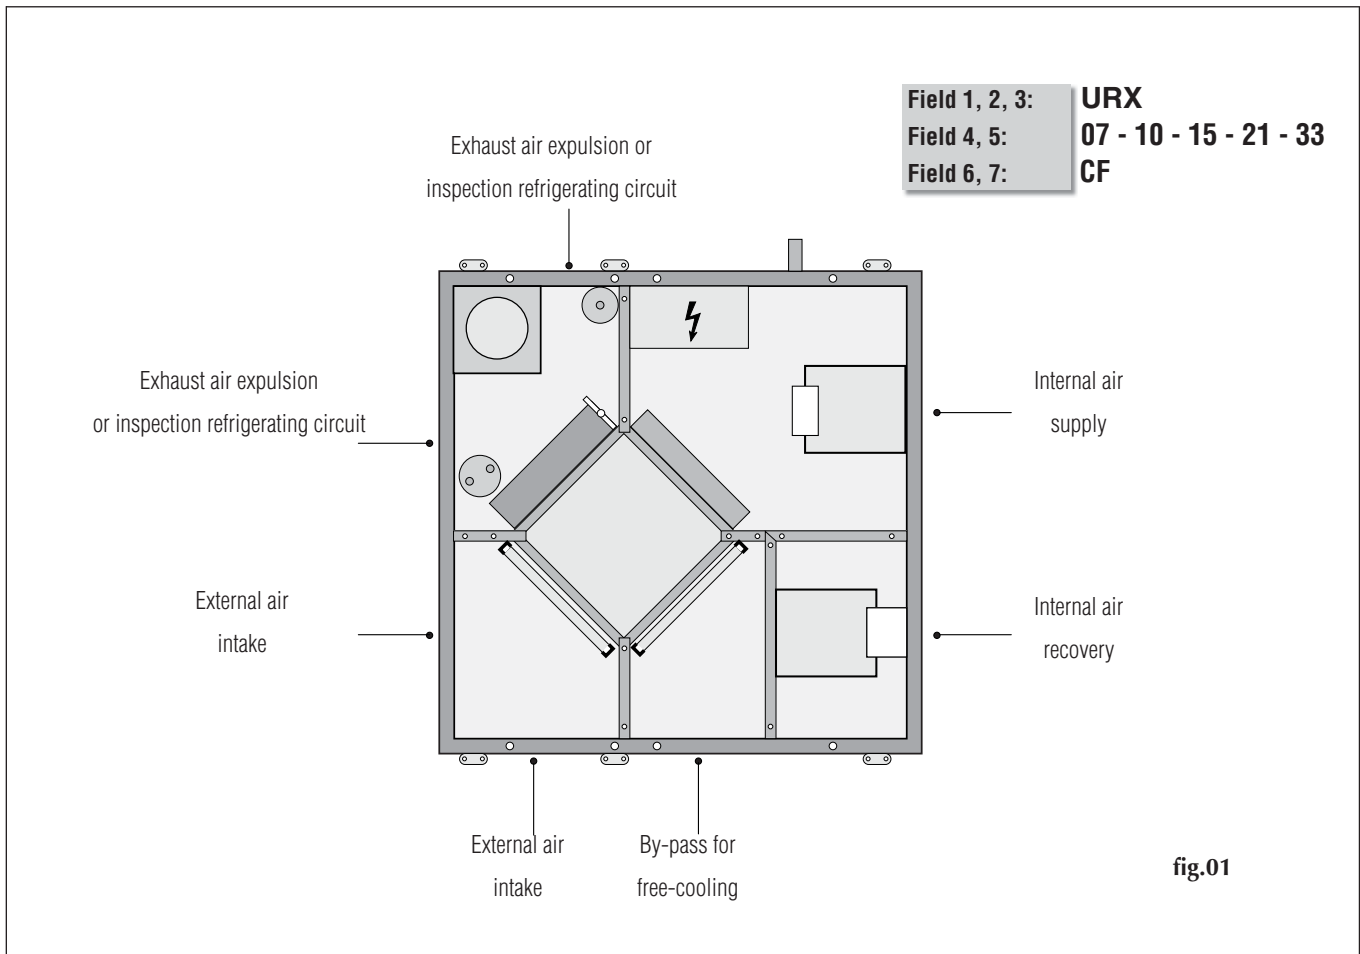 Field 1, 2, 3: URX
Field 4, 5: 07 - 10 - 15 - 21 - 33
Field 6, 7: CF
Exhaust air expulsion or
inspection refrigerating circuit
Exhaust air expulsion
or inspection refrigerating circuit
Internal air
supply
External air
intake
Internal air
recovery
External air
intake
By-pass for
free-cooling
fig.01